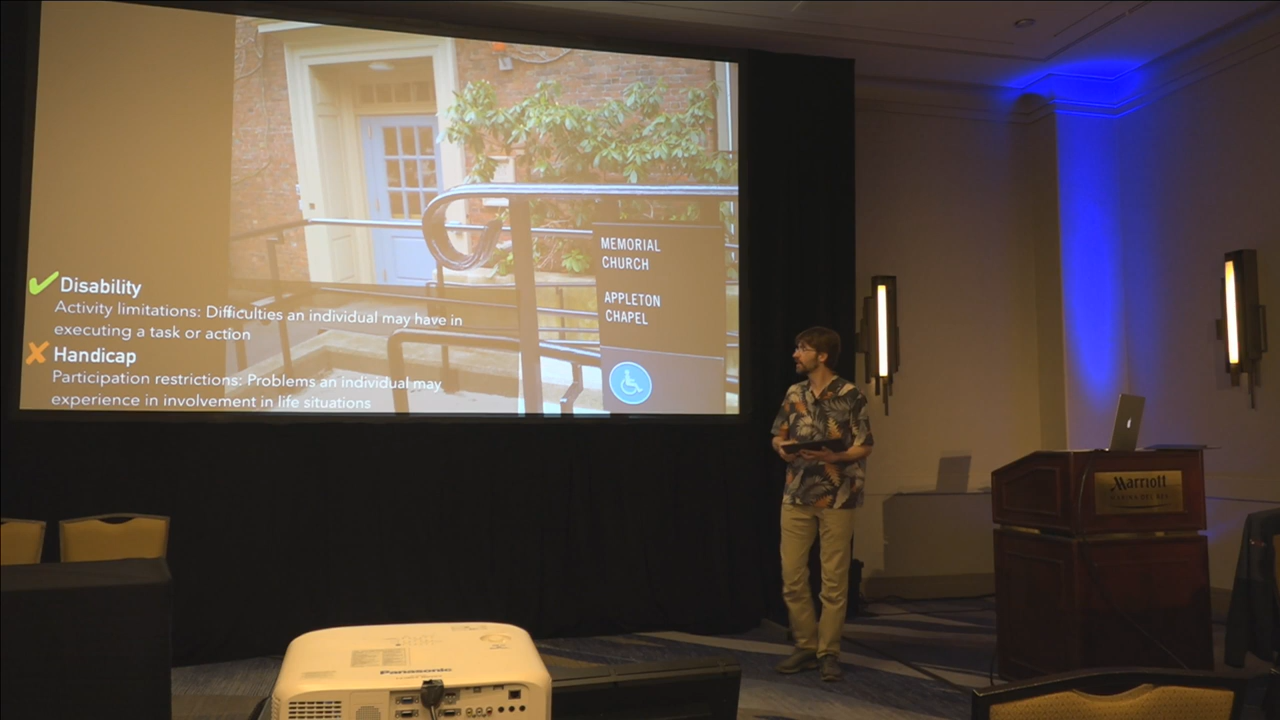 MEMORIAL
CHURCH
APPLETON
CHAPEL
Disability
Activity limitations: Difficulties an individual may have in
executing a task or action
Handicap
Participation restrictions: Problems an individual may
experience in involvement in life situations
Marriott
Panasonic